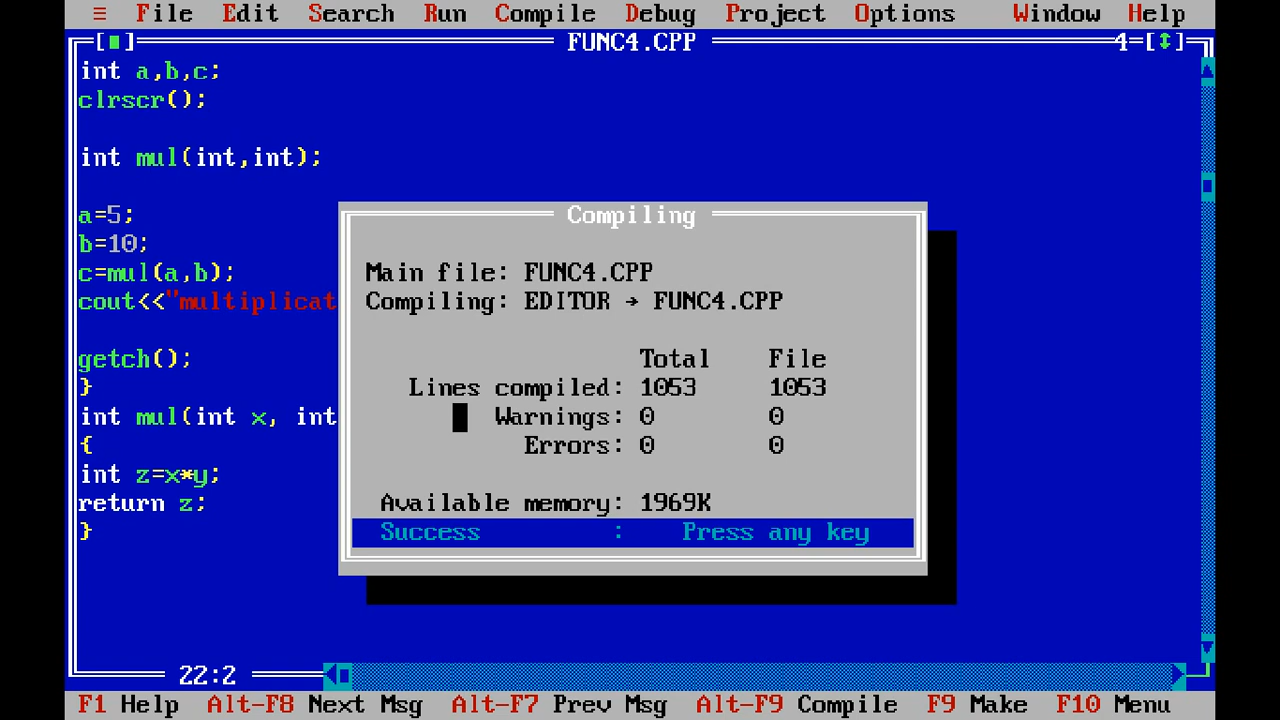 ≡ File Edit Search Run Compile Debug Project Options Window Help
[■] FUNC4.CPP 4=[↕]
int a,b,c;
clrscr();
int mul(int,int);
a=5;
b=10;
c=mul(a,b);
cout<<"multiplicat
getch();
}
int mul(int x, int
{
int z=x*y;
return z;
}
Compiling
Main file: FUNC4.CPP
Compiling: EDITOR → FUNC4.CPP
Total File
Lines compiled: 1053 1053
Warnings: 0 0
Errors: 0 0
Available memory: 1969K
Success : Press any key
22:2
F1 Help Alt-F8 Next Msg Alt-F7 Prev Msg Alt-F9 Compile F9 Make F10 Menu